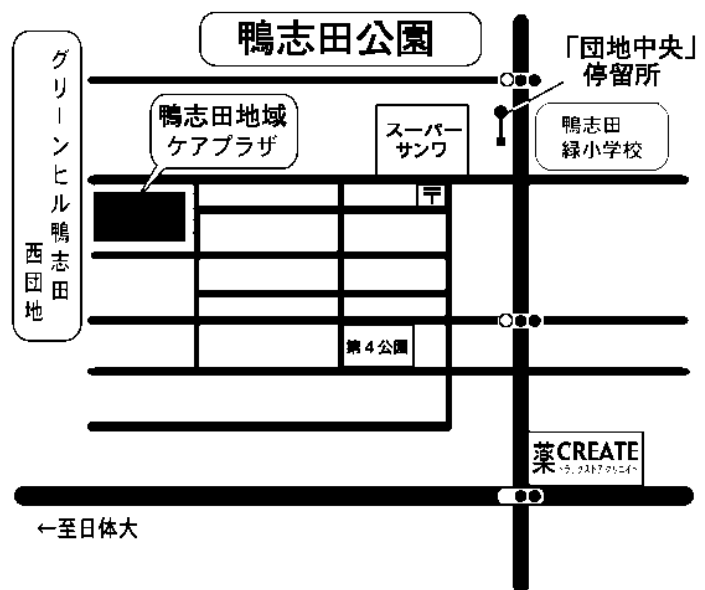 鴨志田公園
「団地中央」
停留所
グリーンヒル鴨志田
西団地
鴨志田地域
ケアプラザ
スーパー
サンワ
鴨志田
緑小学校
〒
第4公園
薬CREATE
←至日体大